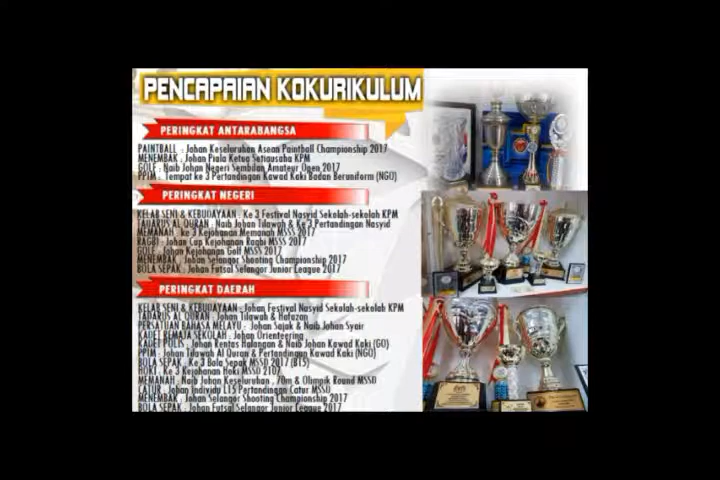 PENCAPAIAN KOKURIKULUM
PERINGKAT ANTARABANGSA
PAINTBALL : Johan Keseluruhan Asean Paintball Championship 2017
MENEMBAK : Johan Piala Ketua Setiausaha KPM
GOLF : Naib Johan Negeri Sembilan Amateur Open 2017
PPIM : Tempat ke 3 Pertandingan Kawad Kaki Badan Beruniform (NGO)
PERINGKAT NEGERI
KELAB SENI & KEBUDAYAAN : Ke 3 Festival Nasyid Sekolah-sekolah KPM
TADARUS AL QURAN : Naib Johan Tilawah & Ke 3 Pertandingan Nasyid
MEMANAH : ke 3 Kejohanan Memanah MSSS 2017
RAGBI : Johan Cap Kejohanan Ragbi MSSS 2017
GOLF : Johan Kejohanan Golf MSSS 2017
MENEMBAK : Johan Selangor Shooting Championship 2017
BOLA SEPAK : Johan Futsal Selangor Junior League 2017
PERINGKAT DAERAH
KELAB SENI & KEBUDAYAAN : Johan Festival Nasyid Sekolah-sekolah KPM
TADARUS AL QURAN : Johan Tilawah & Hafazan
PERSATUAN BAHASA MELAYU : Johan Sajak & Naib Johan Syair
KADET REMAJA SEKOLAH : Johan Orienteering
KADET POLIS : Johan Rentas Halangan & Naib Johan Kawad Kaki (GO)
PPIM : Johan Tilawah Al Quran & Pertandingan Kawad Kaki (NGO)
BOLA SEPAK : Ke 3 Bola Sepak MSSD 2017 (B15)
HOKI : Ke 3 Kejohanan Hoki MSSD 2107
MEMANAH : Naib Johan Keseluruhan , 70m & Olimpik Round MSSD
CATUR : Johan Individu L15 Pertandingan Catur MSSD
MENEMBAK : Johan Selangor Shooting Championship 2017
BOLA SEPAK : Johan Futsal Selangor Junior League 2017